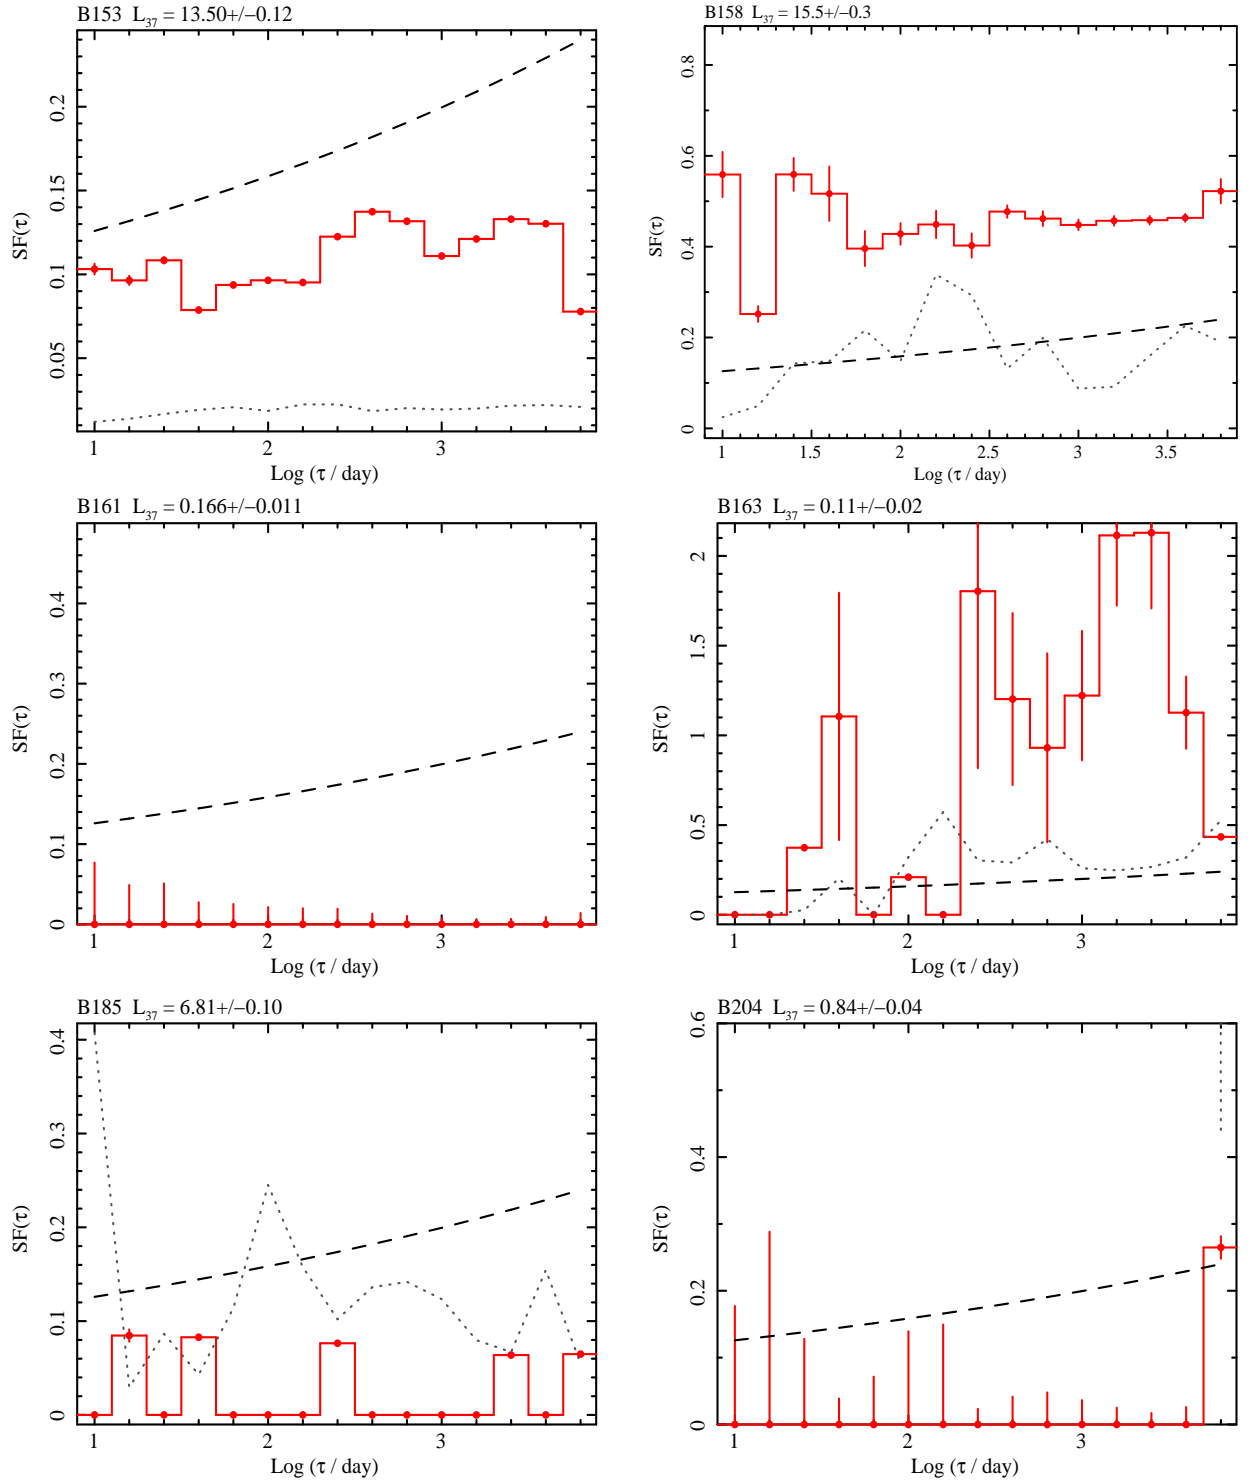 B153 L37 = 13.50+/−0.12
SF(τ)
0.05 0.1 0.15 0.2
1 2 3
Log (τ / day)
B158 L37 = 15.5+/−0.3
SF(τ)
0 0.2 0.4 0.6 0.8
1 1.5 2 2.5 3 3.5
Log (τ / day)
B161 L37 = 0.166+/−0.011
SF(τ)
0 0.1 0.2 0.3 0.4
1 2 3
Log (τ / day)
B163 L37 = 0.11+/−0.02
SF(τ)
0 0.5 1 1.5 2
1 2 3
Log (τ / day)
B185 L37 = 6.81+/−0.10
SF(τ)
0 0.1 0.2 0.3 0.4
1 2 3
Log (τ / day)
B204 L37 = 0.84+/−0.04
SF(τ)
0 0.2 0.4 0.6
1 2 3
Log (τ / day)